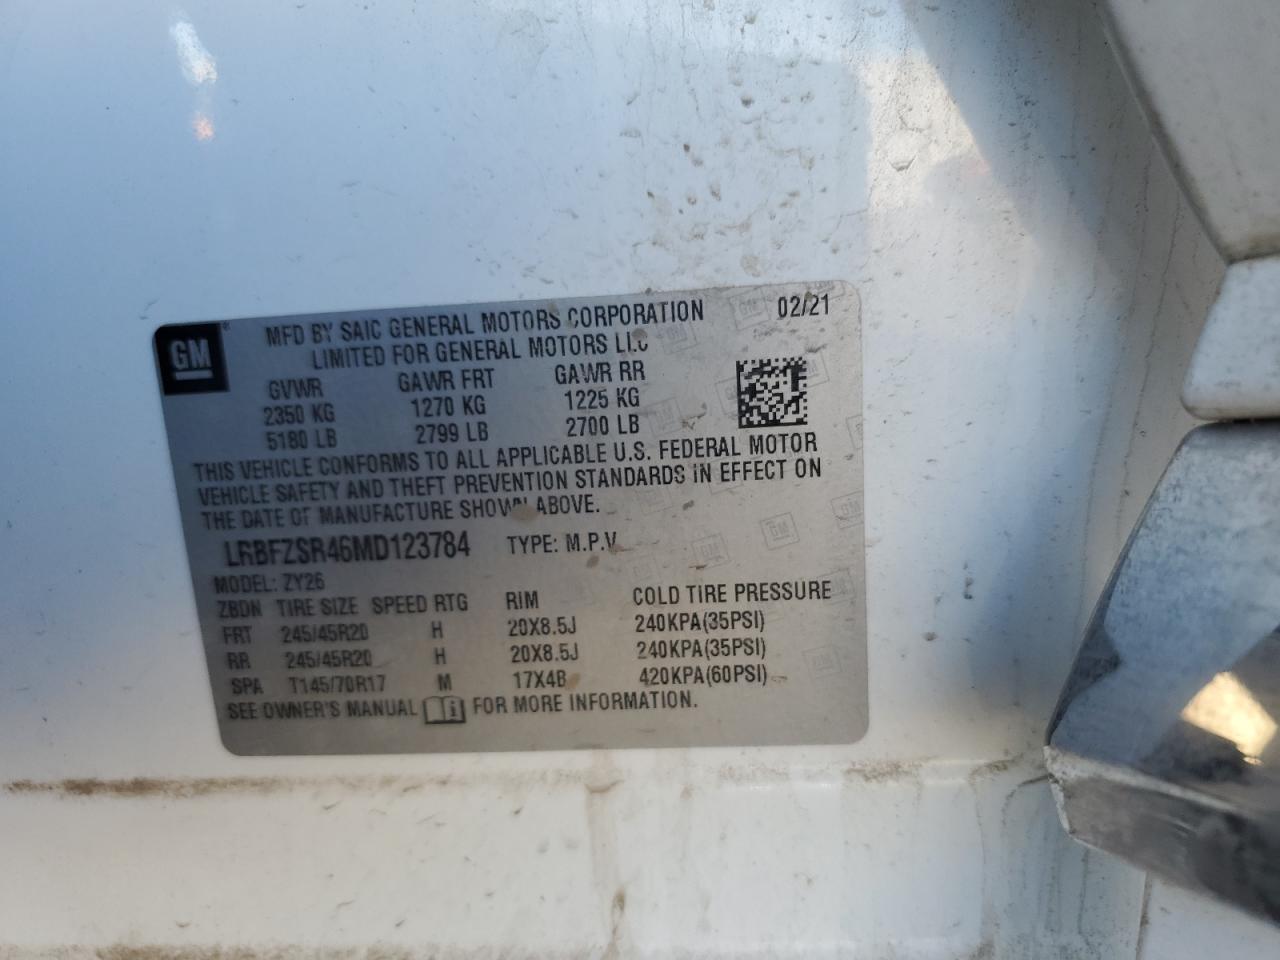 GM
MFD BY SAIC GENERAL MOTORS CORPORATION 02/21
LIMITED FOR GENERAL MOTORS LLC
GVWR GAWR FRT GAWR RR
2350 KG 1270 KG 1225 KG
5180 LB 2799 LB 2700 LB
THIS VEHICLE CONFORMS TO ALL APPLICABLE U.S. FEDERAL MOTOR
VEHICLE SAFETY AND THEFT PREVENTION STANDARDS IN EFFECT ON
THE DATE OF MANUFACTURE SHOWN ABOVE.
LRBFZSR46MD123784 TYPE: M.P.V
MODEL: ZY26
ZBDN TIRE SIZE SPEED RTG RIM COLD TIRE PRESSURE
FRT 245/45R20 H 20X8.5J 240KPA(35PSI)
RR 245/45R20 H 20X8.5J 240KPA(35PSI)
SPA T145/70R17 M 17X4B 420KPA(60PSI)
SEE OWNER'S MANUAL i FOR MORE INFORMATION.